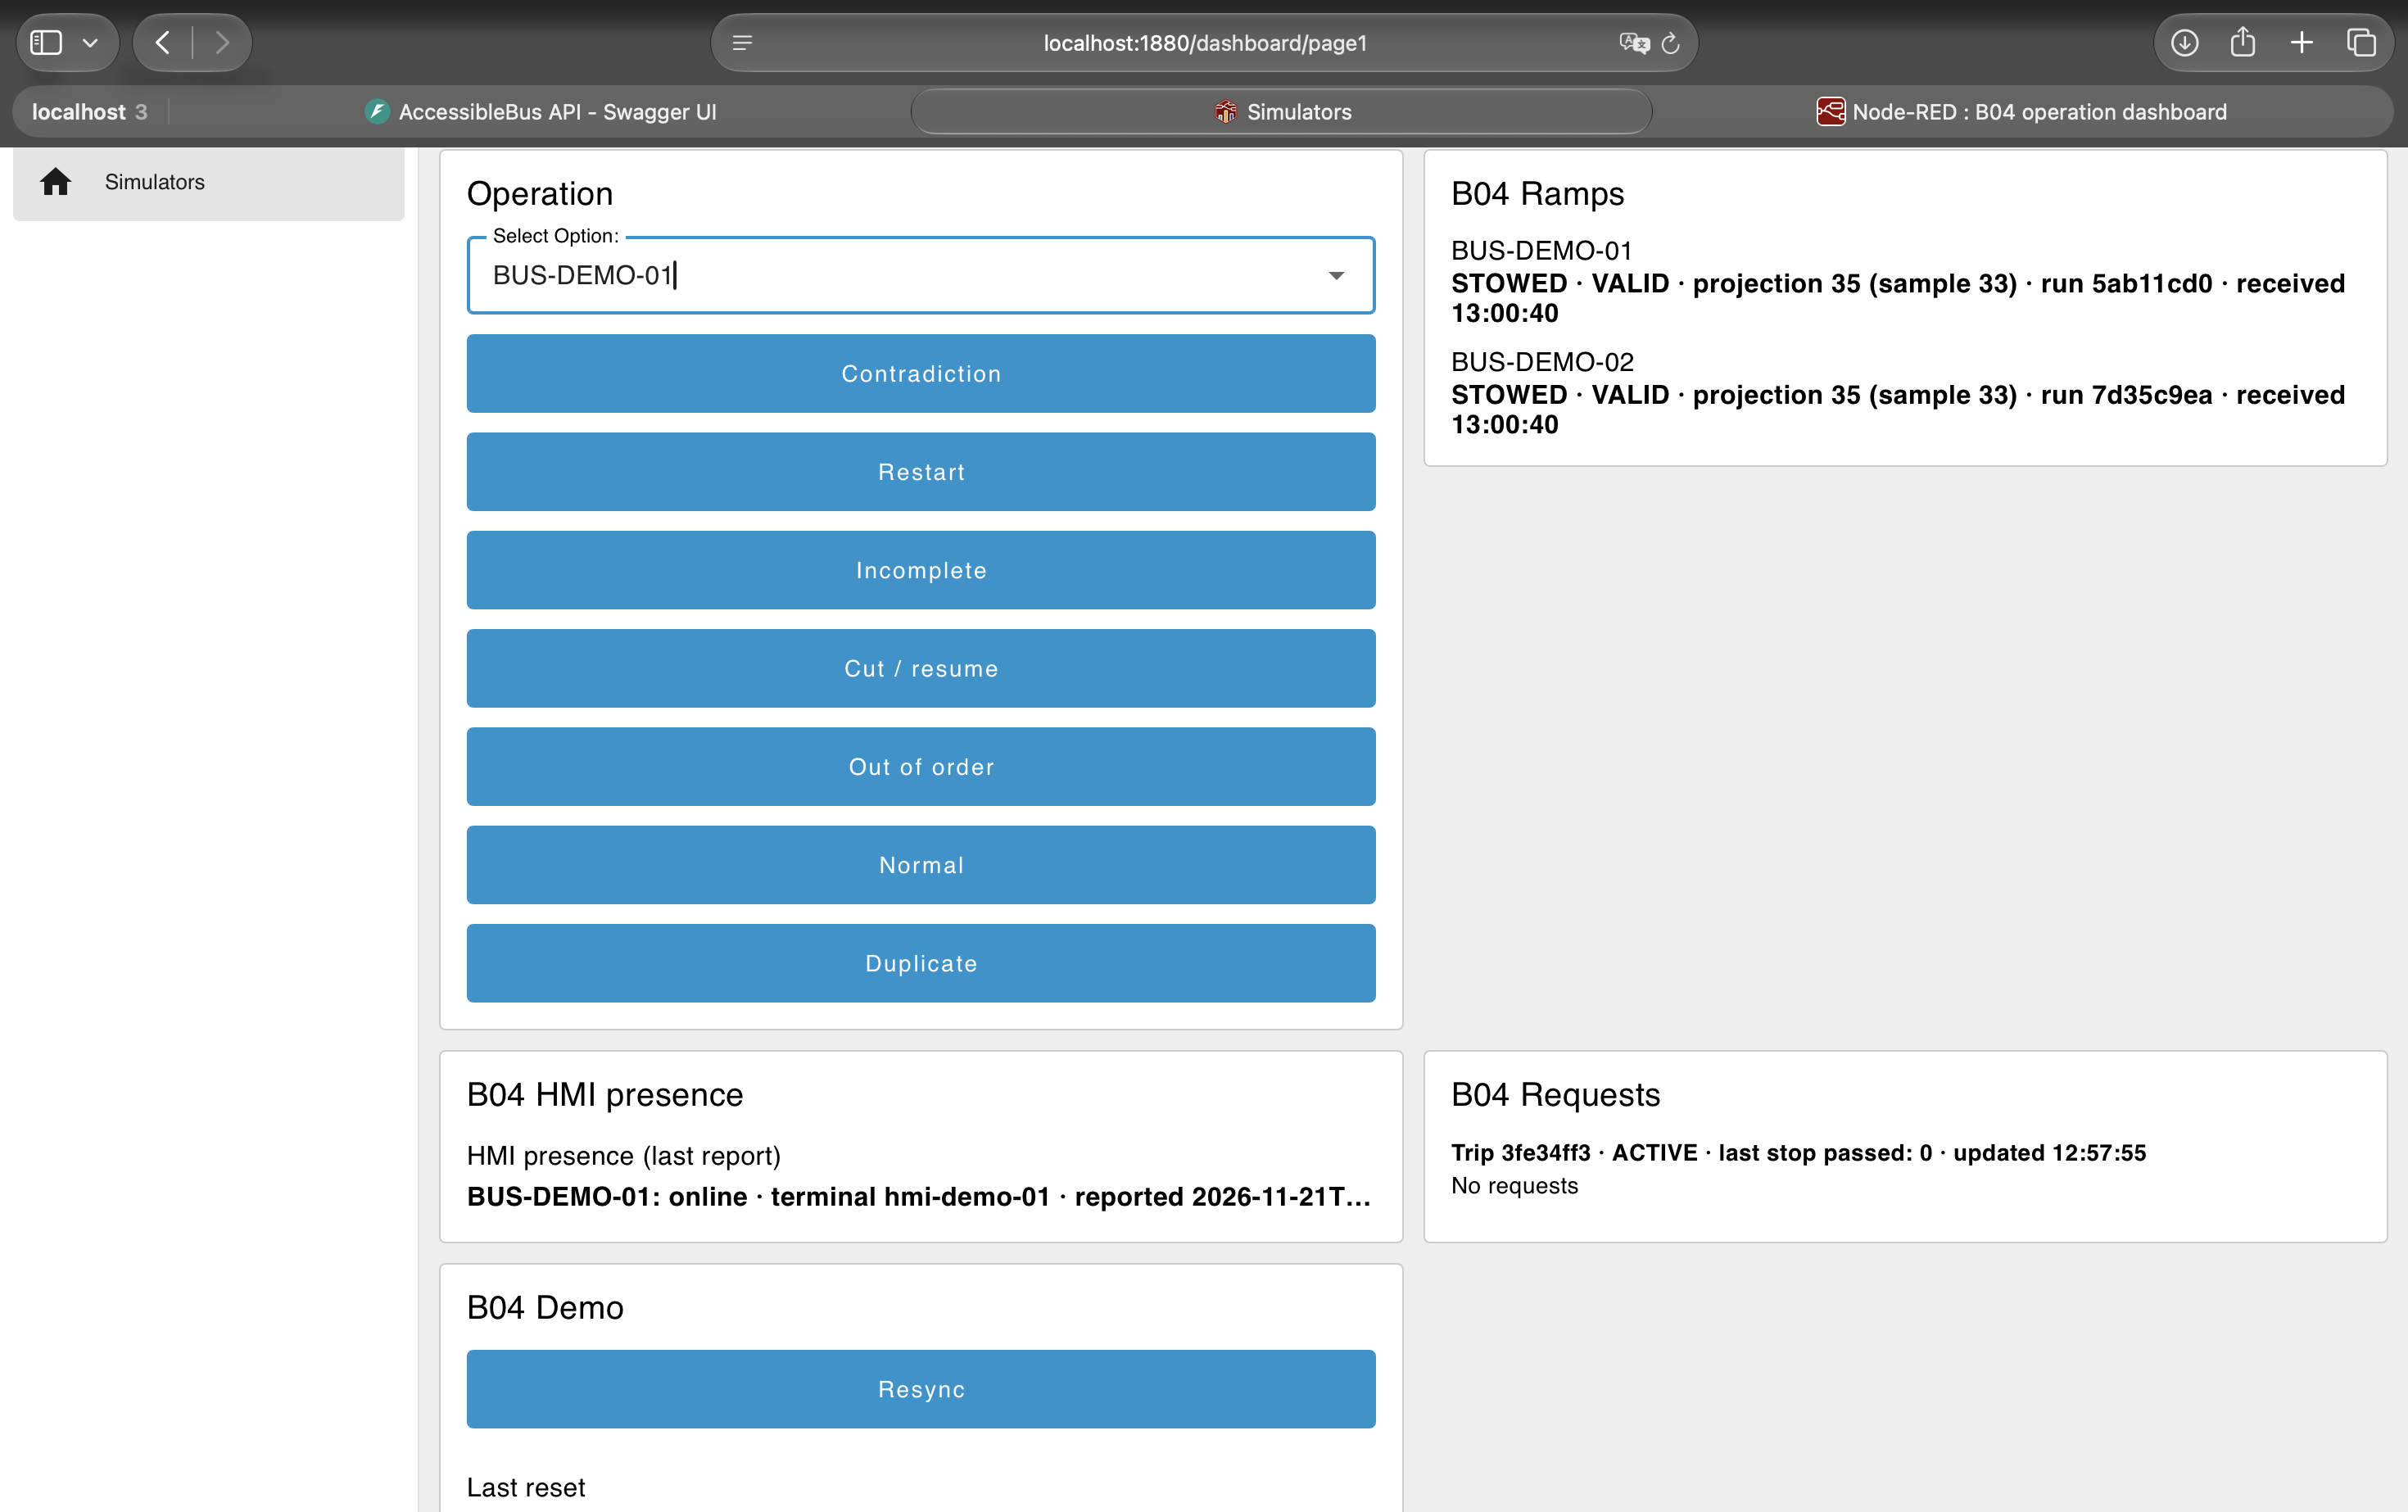 localhost:1880/dashboard/page1
localhost 3
AccessibleBus API - Swagger UI
Simulators
Node-RED : B04 operation dashboard
Simulators
Operation
Select Option:
BUS-DEMO-01
Contradiction
Restart
Incomplete
Cut / resume
Out of order
Normal
Duplicate
B04 Ramps
BUS-DEMO-01
STOWED · VALID · projection 35 (sample 33) · run 5ab11cd0 · received
13:00:40
BUS-DEMO-02
STOWED · VALID · projection 35 (sample 33) · run 7d35c9ea · received
13:00:40
B04 HMI presence
HMI presence (last report)
BUS-DEMO-01: online · terminal hmi-demo-01 · reported 2026-11-21T...
B04 Requests
Trip 3fe34ff3 · ACTIVE · last stop passed: 0 · updated 12:57:55
No requests
B04 Demo
Resync
Last reset